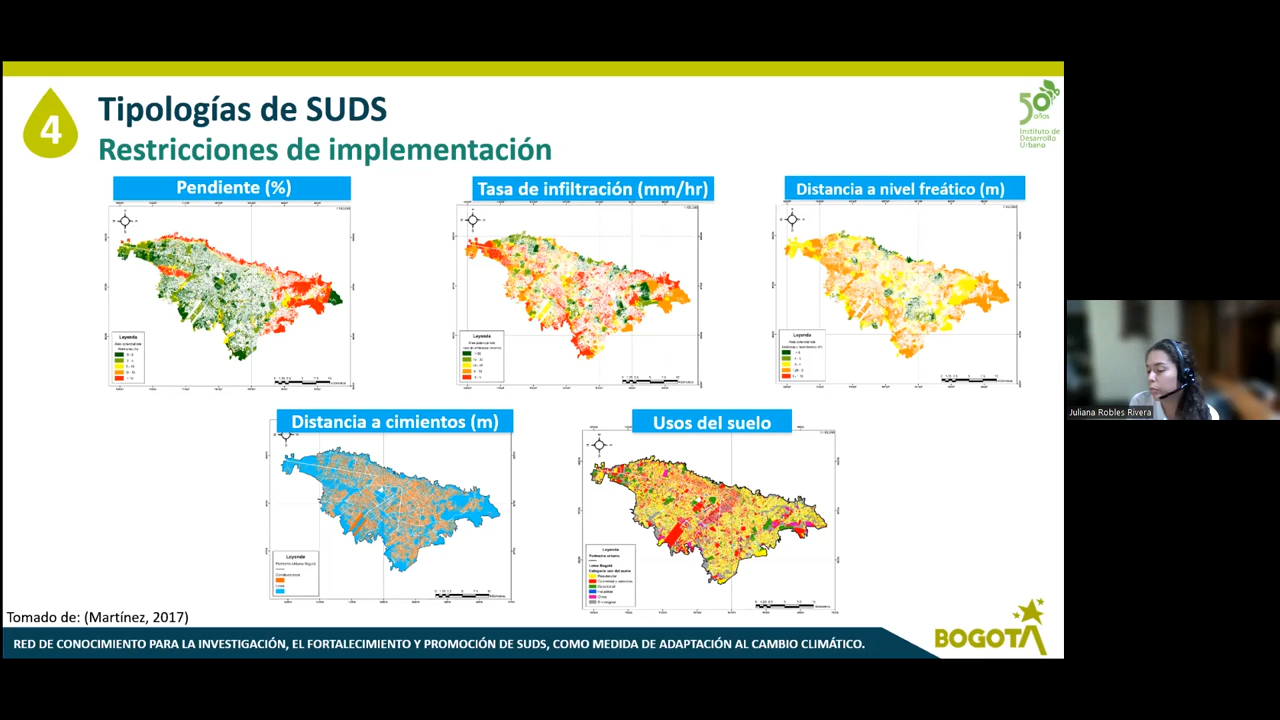 4
Tipologías de SUDS
Restricciones de implementación
50
años
Instituto de
Desarrollo
Urbano
Pendiente (%)
Tasa de infiltración (mm/hr)
Distancia a nivel freático (m)
Leyenda
Leyenda
Leyenda
Distancia a cimientos (m)
Usos del suelo
Leyenda
Leyenda
Tomado de: (Martínez, 2017)
RED DE CONOCIMIENTO PARA LA INVESTIGACIÓN, EL FORTALECIMIENTO Y PROMOCIÓN DE SUDS, COMO MEDIDA DE ADAPTACIÓN AL CAMBIO CLIMÁTICO.
BOGOTÁ
Juliana Robles Rivera